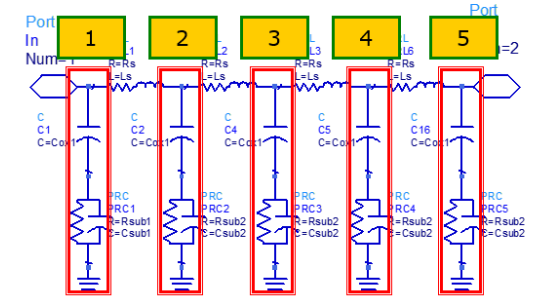 Port
In
Num=1
1
2
3
4
5
Port
=2
L1
R=Rs
L=Ls
L2
R=Rs
L=Ls
L3
R=Rs
L=Ls
L6
R=Rs
L=Ls
C
C1
C=Cox1
C
C2
C=Cox1
C
C4
C=Cox1
C
C5
C=Cox1
C
C16
C=Cox1
PRC
PRC1
R=Rsub1
C=Csub1
PRC
PRC2
R=Rsub2
C=Csub2
PRC
PRC3
R=Rsub2
C=Csub2
PRC
PRC4
R=Rsub2
C=Csub2
PRC
PRC5
R=Rsub2
C=Csub2